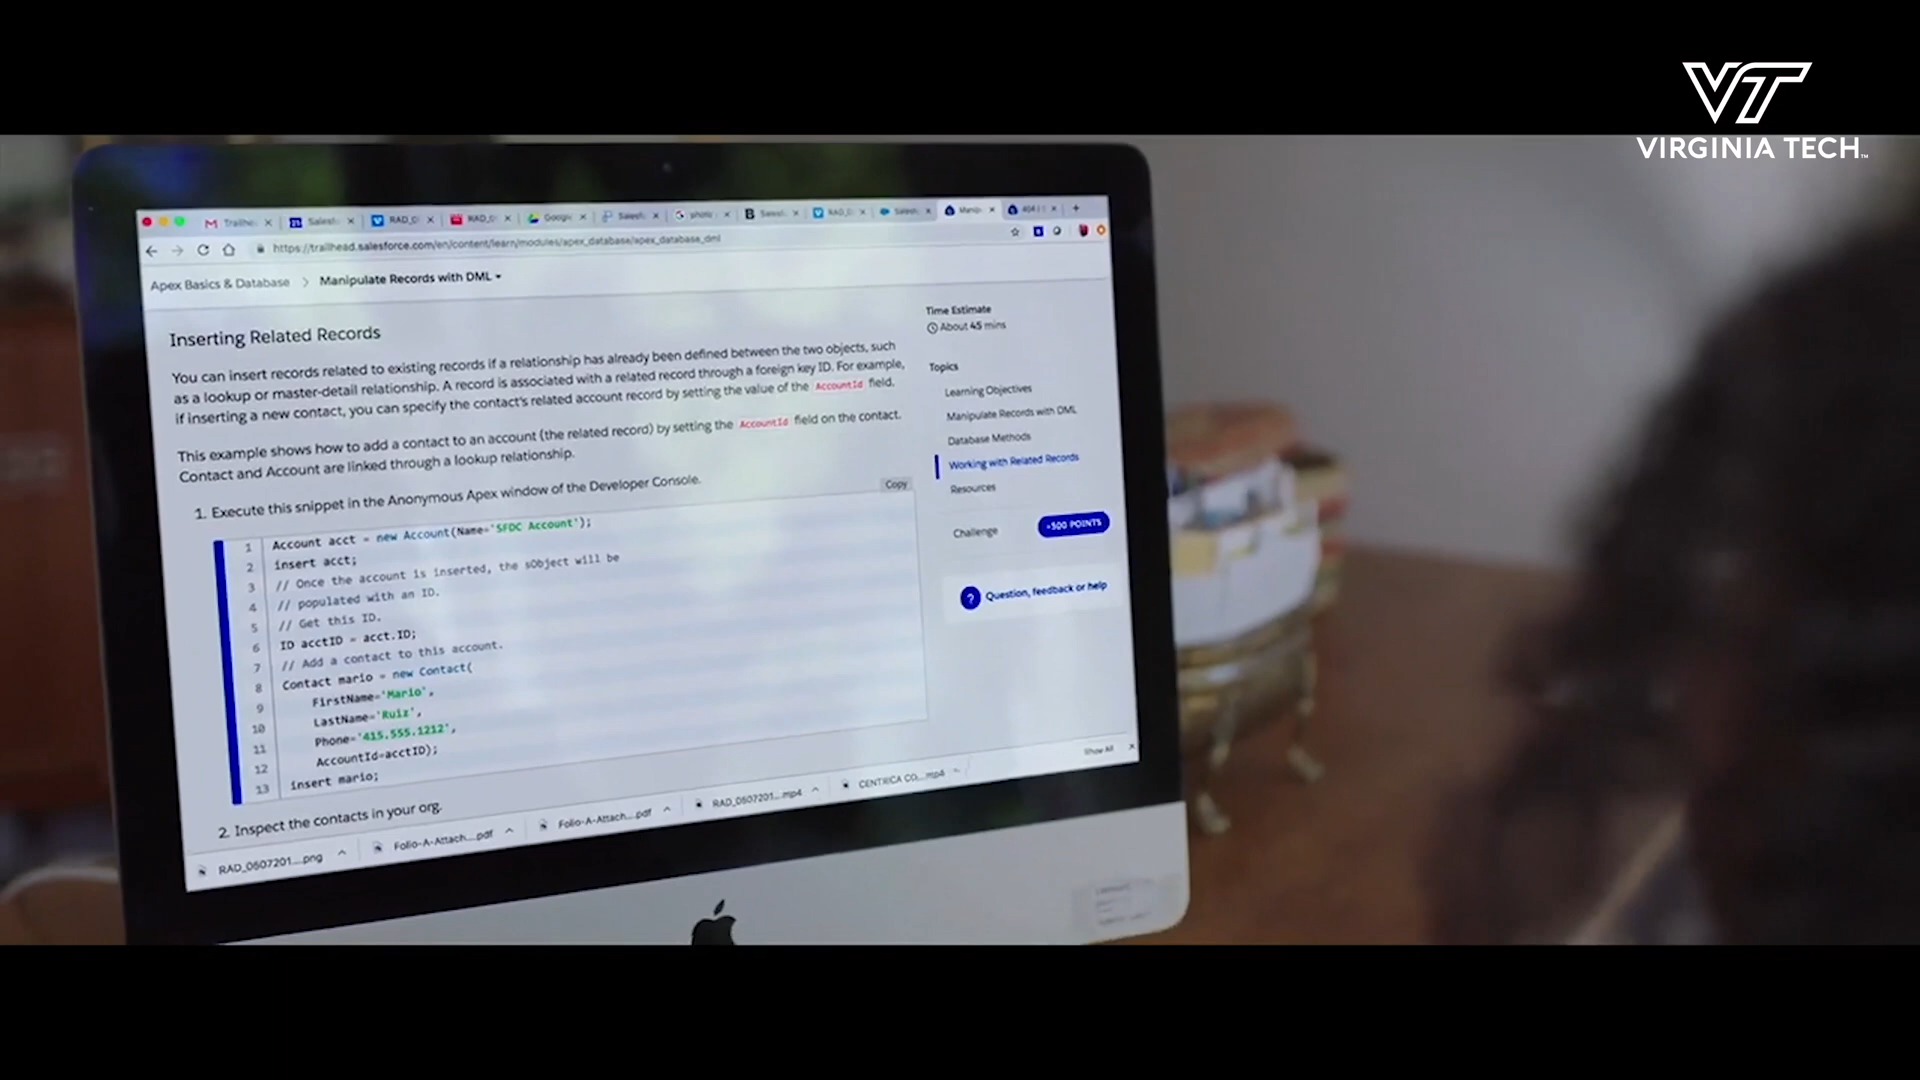 VT
VIRGINIA TECH
RAD_0
RAD_0
https://trailhead.salesforce.com/en/content/learn/modules/apex_database/apex_database_dml
Apex Basics & Database > Manipulate Records with DML
Inserting Related Records
You can insert records related to existing records if a relationship has already been defined between the two objects, such
as a lookup or master-detail relationship. A record is associated with a related record through a foreign key ID. For example,
if inserting a new contact, you can specify the contact's related account record by setting the value of the AccountId field.
This example shows how to add a contact to an account (the related record) by setting the AccountId field on the contact.
Contact and Account are linked through a lookup relationship.
1. Execute this snippet in the Anonymous Apex window of the Developer Console.
Copy
1 Account acct = new Account(Name='SFDC Account');
2 insert acct;
3 // Once the account is inserted, the sObject will be
4 // populated with an ID.
5 // Get this ID.
6 ID acctID = acct.ID;
7 // Add a contact to this account.
8 Contact mario = new Contact(
9 FirstName='Mario',
10 LastName='Ruiz',
11 Phone='415.555.1212',
12 AccountId=acctID);
13 insert mario;
2. Inspect the contacts in your org.
Time Estimate
About 45 mins
Topics
Learning Objectives
Manipulate Records with DML
Database Methods
Working with Related Records
Resources
Challenge
+500 POINTS
? Question, feedback or help
Show All
RAD_0507201....png
Folio-A-Attach....pdf
Folio-A-Attach....pdf
RAD_0507201....mp4
CENTRICA CO....mp4